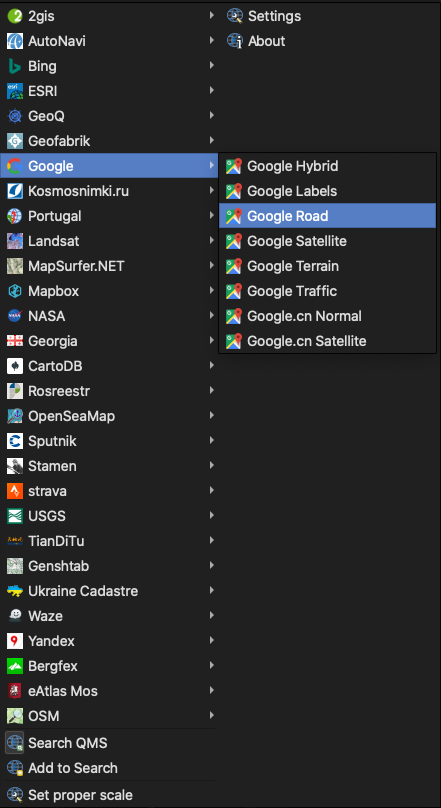 2gis
AutoNavi
Bing
ESRI
GeoQ
Geofabrik
Google
Kosmosnimki.ru
Portugal
Landsat
MapSurfer.NET
Mapbox
NASA
Georgia
CartoDB
Rosreestr
OpenSeaMap
Sputnik
Stamen
strava
USGS
TianDiTu
Genshtab
Ukraine Cadastre
Waze
Yandex
Bergfex
eAtlas Mos
OSM
Search QMS
Add to Search
Set proper scale
Settings
About
Google Hybrid
Google Labels
Google Road
Google Satellite
Google Terrain
Google Traffic
Google.cn Normal
Google.cn Satellite